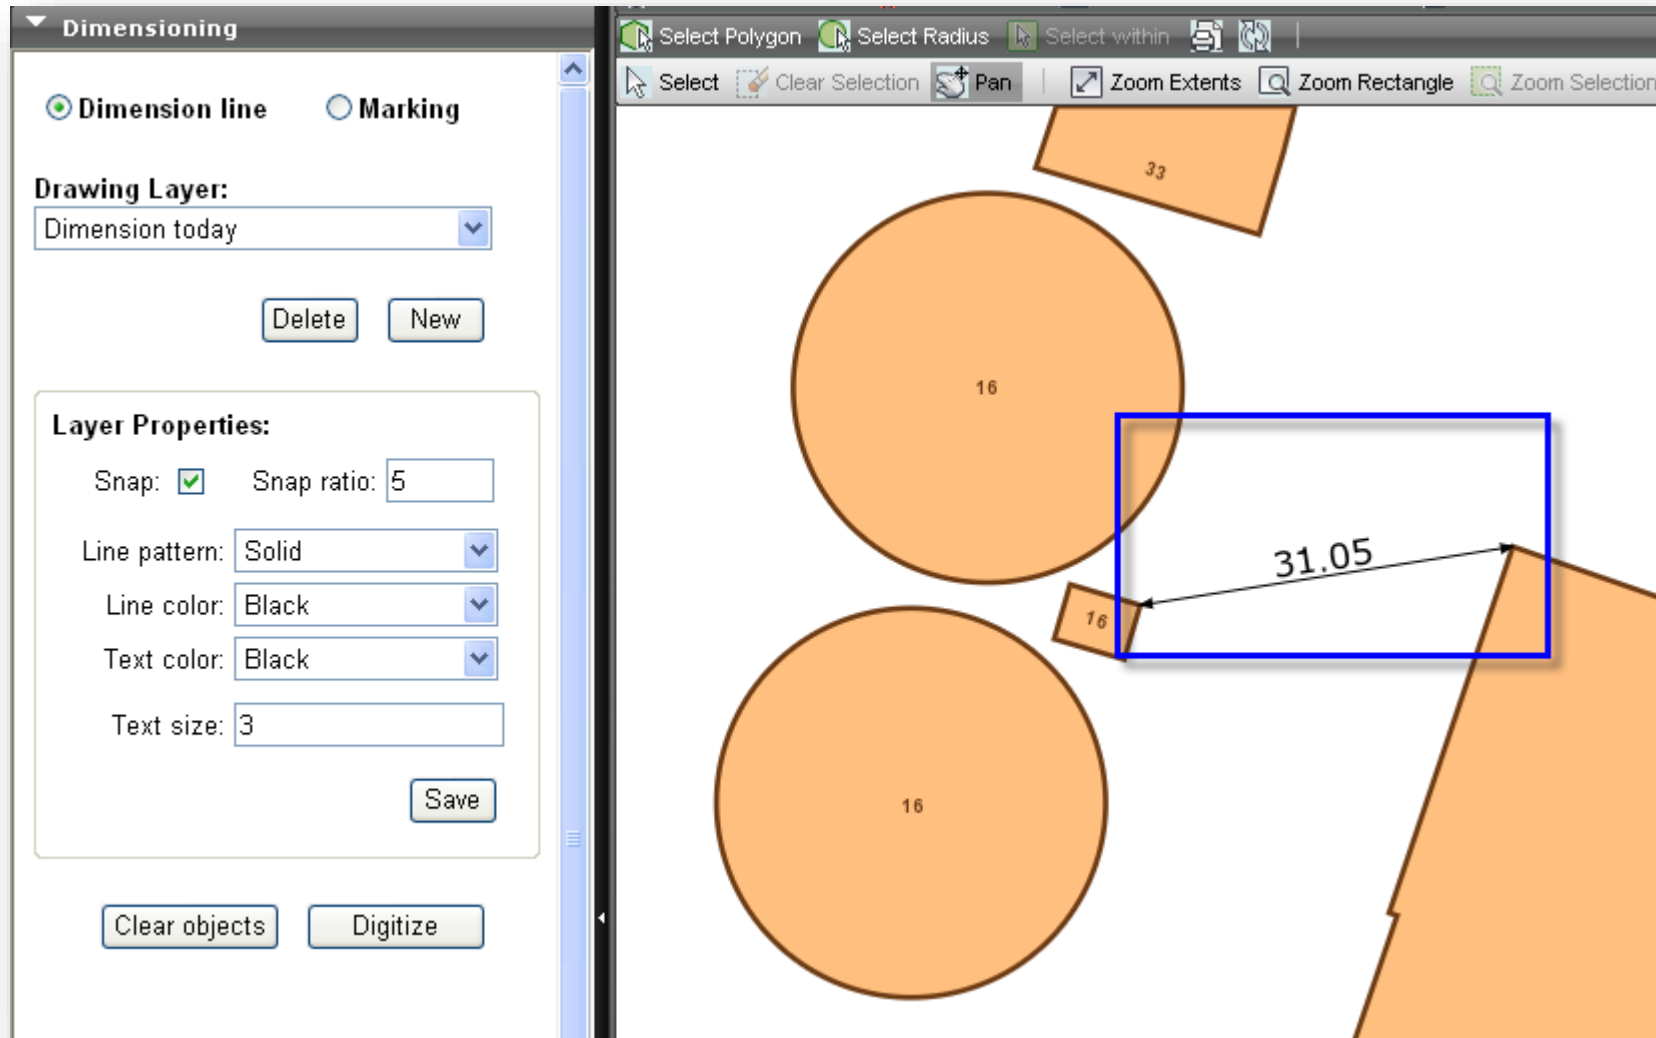 Dimensioning
Dimension line Marking
Drawing Layer:
Dimension today
Delete New
Layer Properties:
Snap: Snap ratio: 5
Line pattern: Solid
Line color: Black
Text color: Black
Text size: 3
Save
Clear objects Digitize
Select Polygon Select Radius Select within
Select Clear Selection Pan Zoom Extents Zoom Rectangle Zoom Selection
33
16
31.05
16
16